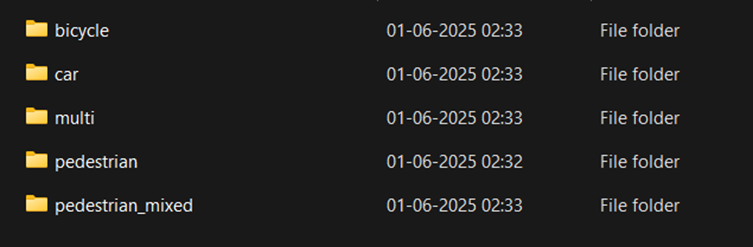 bicycle 01-06-2025 02:33 File folder
car 01-06-2025 02:33 File folder
multi 01-06-2025 02:33 File folder
pedestrian 01-06-2025 02:32 File folder
pedestrian_mixed 01-06-2025 02:33 File folder